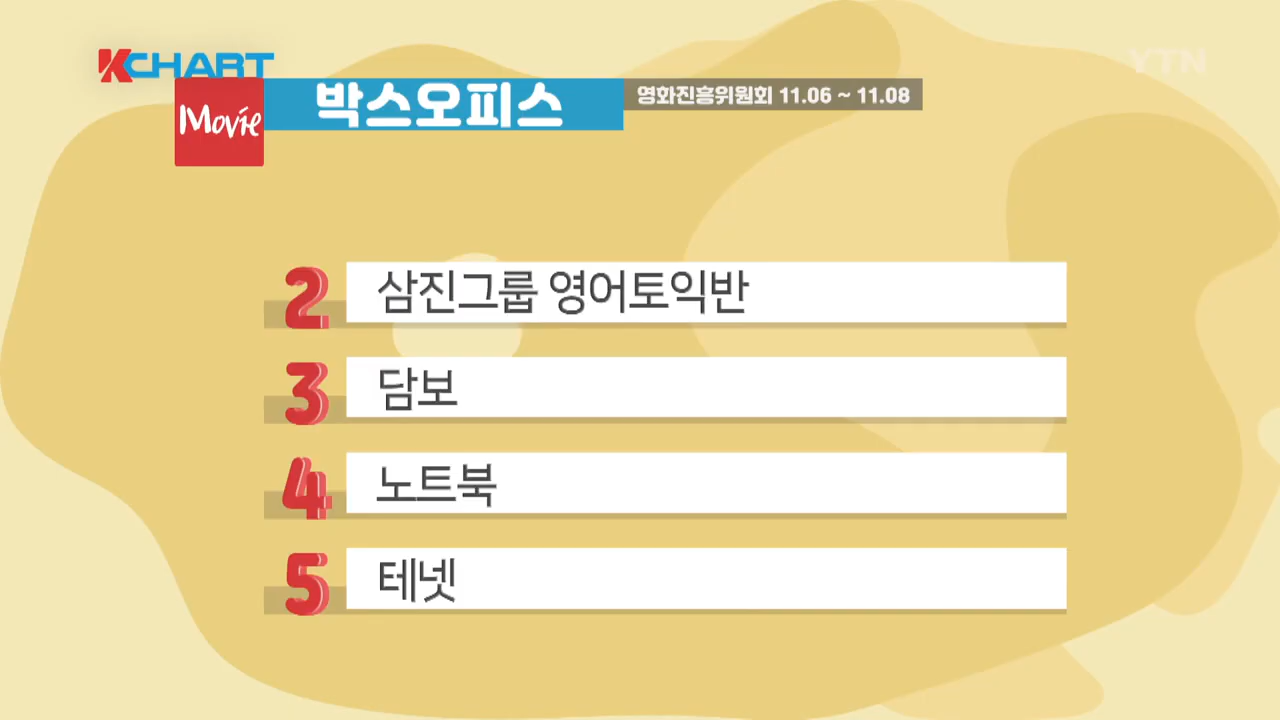 KCHART
YTN
Movie
박스오피스
영화진흥위원회 11.06 ~ 11.08
2 삼진그룹 영어토익반
3 담보
4 노트북
5 테넷